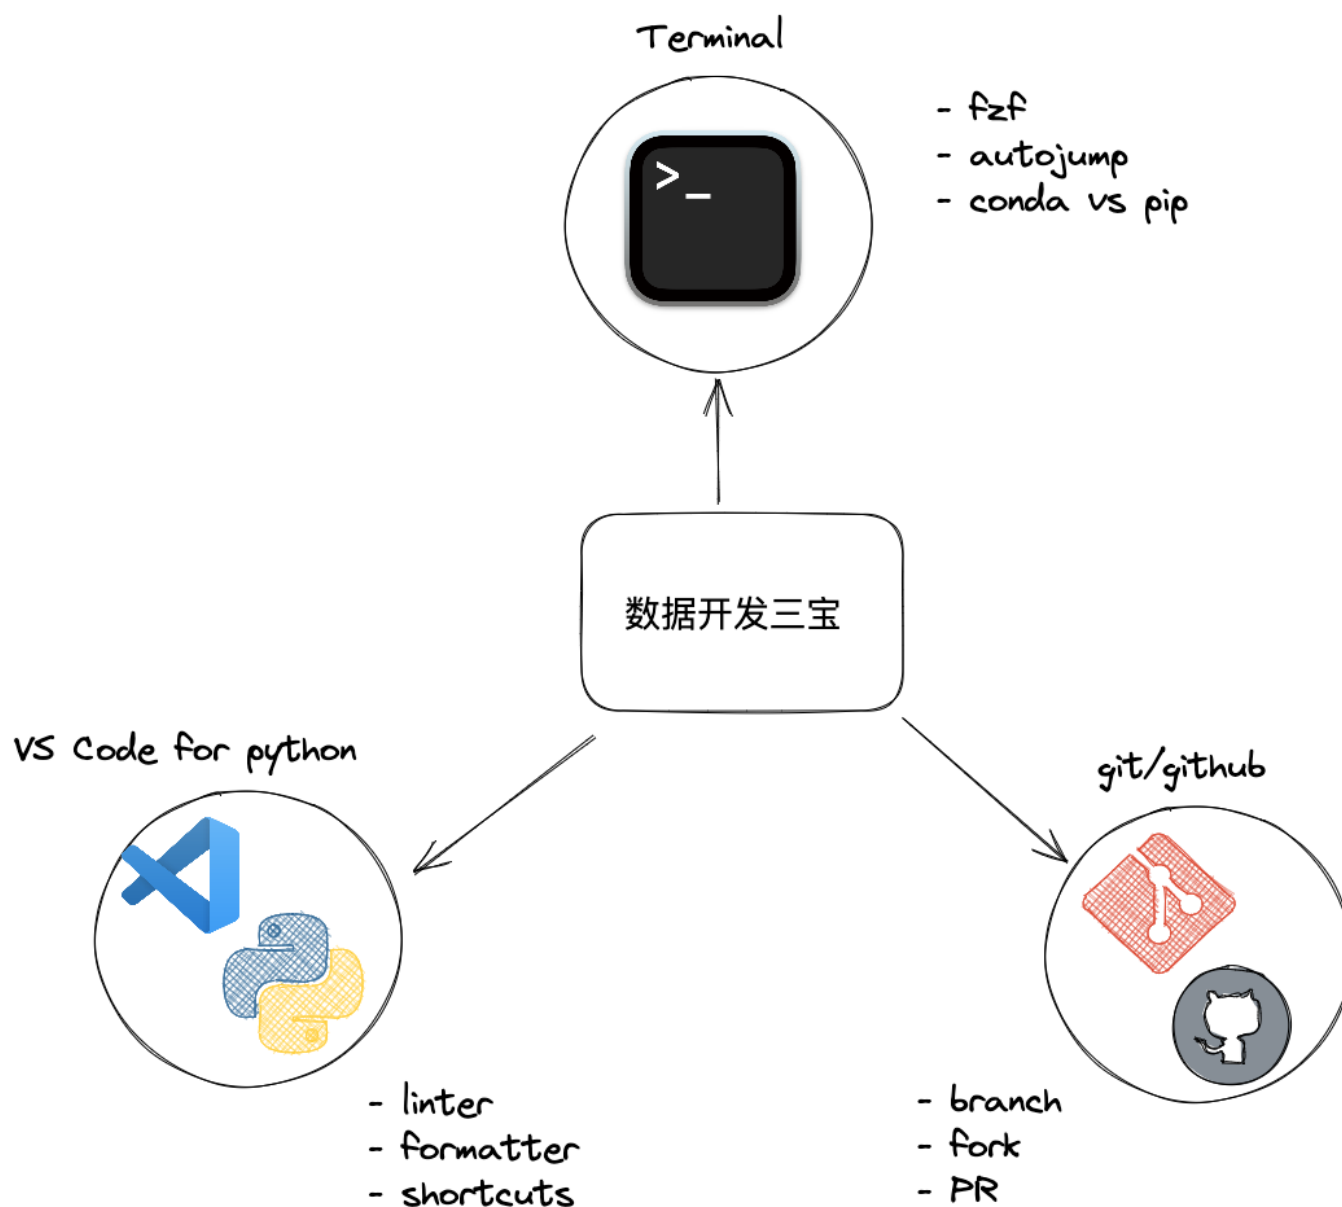 Terminal
- fzf
- autojump
- conda vs pip
>_
数据开发三宝
VS Code for python
- linter
- formatter
- shortcuts
git/github
- branch
- fork
- PR